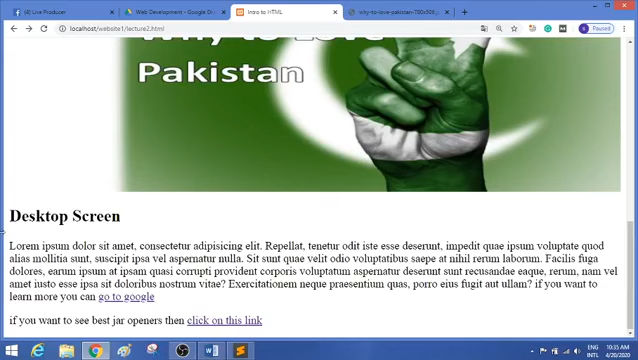 (8) Live Producer
Web Development - Google Dri
Intro to HTML
why-to-love-pakistan-780x509.j
localhost/website1/lecture2.html
Paused
Why to Love
Pakistan
Desktop Screen
Lorem ipsum dolor sit amet, consectetur adipisicing elit. Repellat, tenetur odit iste esse deserunt, impedit quae ipsum voluptate quod
alias mollitia sunt, suscipit ipsa vel aspernatur nulla. Sit sunt quae velit odio voluptatibus saepe at nihil rerum laborum. Facilis fuga
dolores, earum ipsum at ipsam quasi corrupti provident corporis voluptatum aspernatur deserunt sunt recusandae eaque, rerum, nam
vel amet iusto esse ipsa sit doloribus nostrum vitae? Exercitationem neque praesentium quas, porro eius fugit aut ullam? if you want to
learn more you can go to google
if you want to see best jar openers then click on this link
ENG
INTL
10:35 AM
4/20/2020